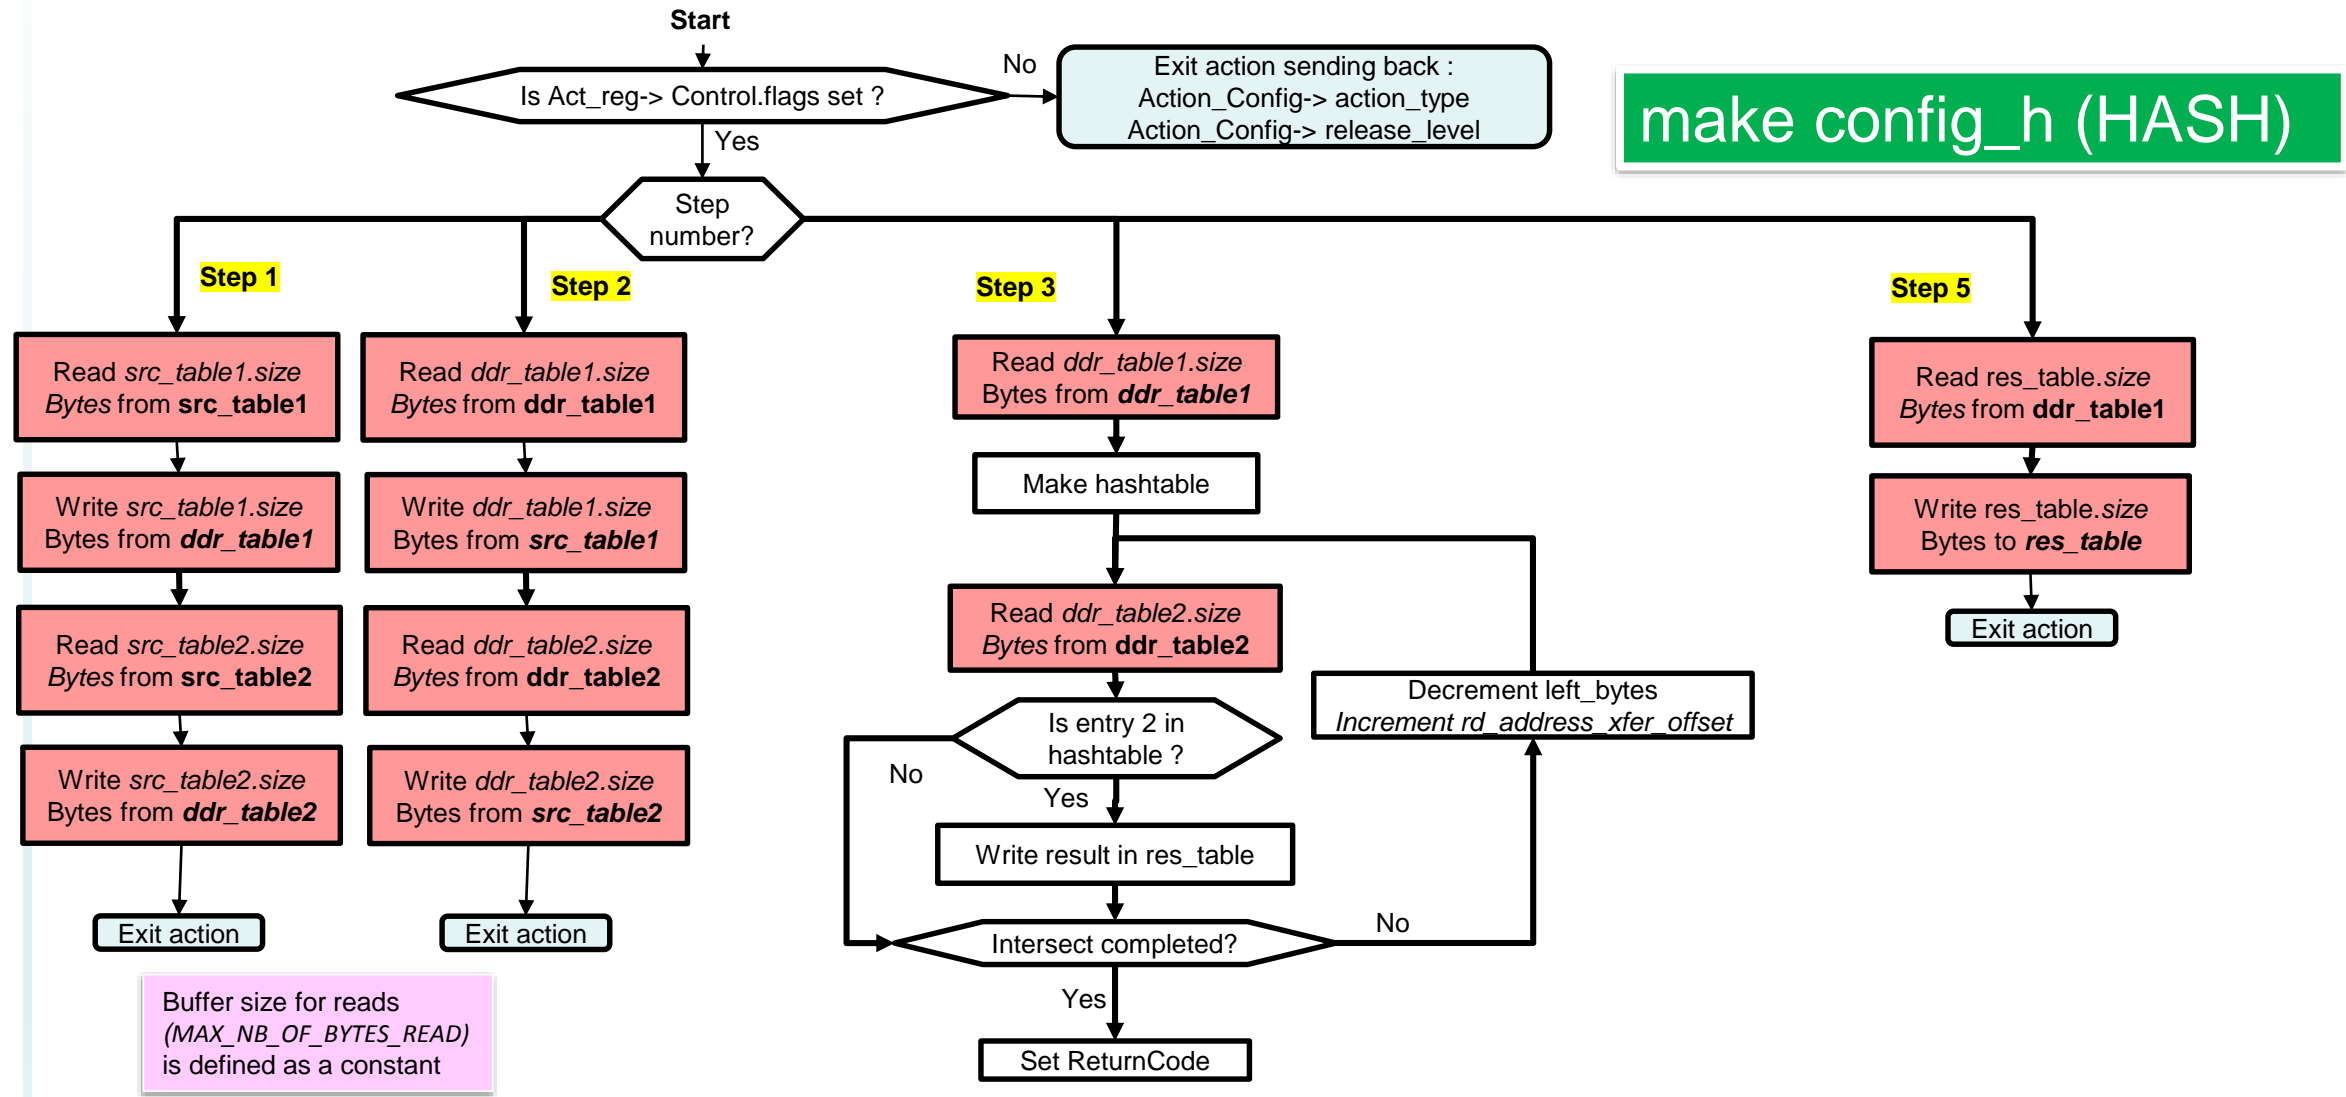 Start
Is Act_reg-> Control.flags set ?
No
Exit action sending back :
Action_Config-> action_type
Action_Config-> release_level
make config_h (HASH)
Yes
Step
number?
Step 1
Read src_table1.size
Bytes from src_table1
Write src_table1.size
Bytes from ddr_table1
Read src_table2.size
Bytes from src_table2
Write src_table2.size
Bytes from ddr_table2
Exit action
Step 2
Read ddr_table1.size
Bytes from ddr_table1
Write ddr_table1.size
Bytes from src_table1
Read ddr_table2.size
Bytes from ddr_table2
Write ddr_table2.size
Bytes from src_table2
Exit action
Step 3
Read ddr_table1.size
Bytes from ddr_table1
Make hashtable
Read ddr_table2.size
Bytes from ddr_table2
Is entry 2 in
hashtable ?
No
Yes
Write result in res_table
Intersect completed?
No
Decrement left_bytes
Increment rd_address_xfer_offset
Yes
Set ReturnCode
Step 5
Read res_table.size
Bytes from ddr_table1
Write res_table.size
Bytes to res_table
Exit action
Buffer size for reads
(MAX_NB_OF_BYTES_READ)
is defined as a constant